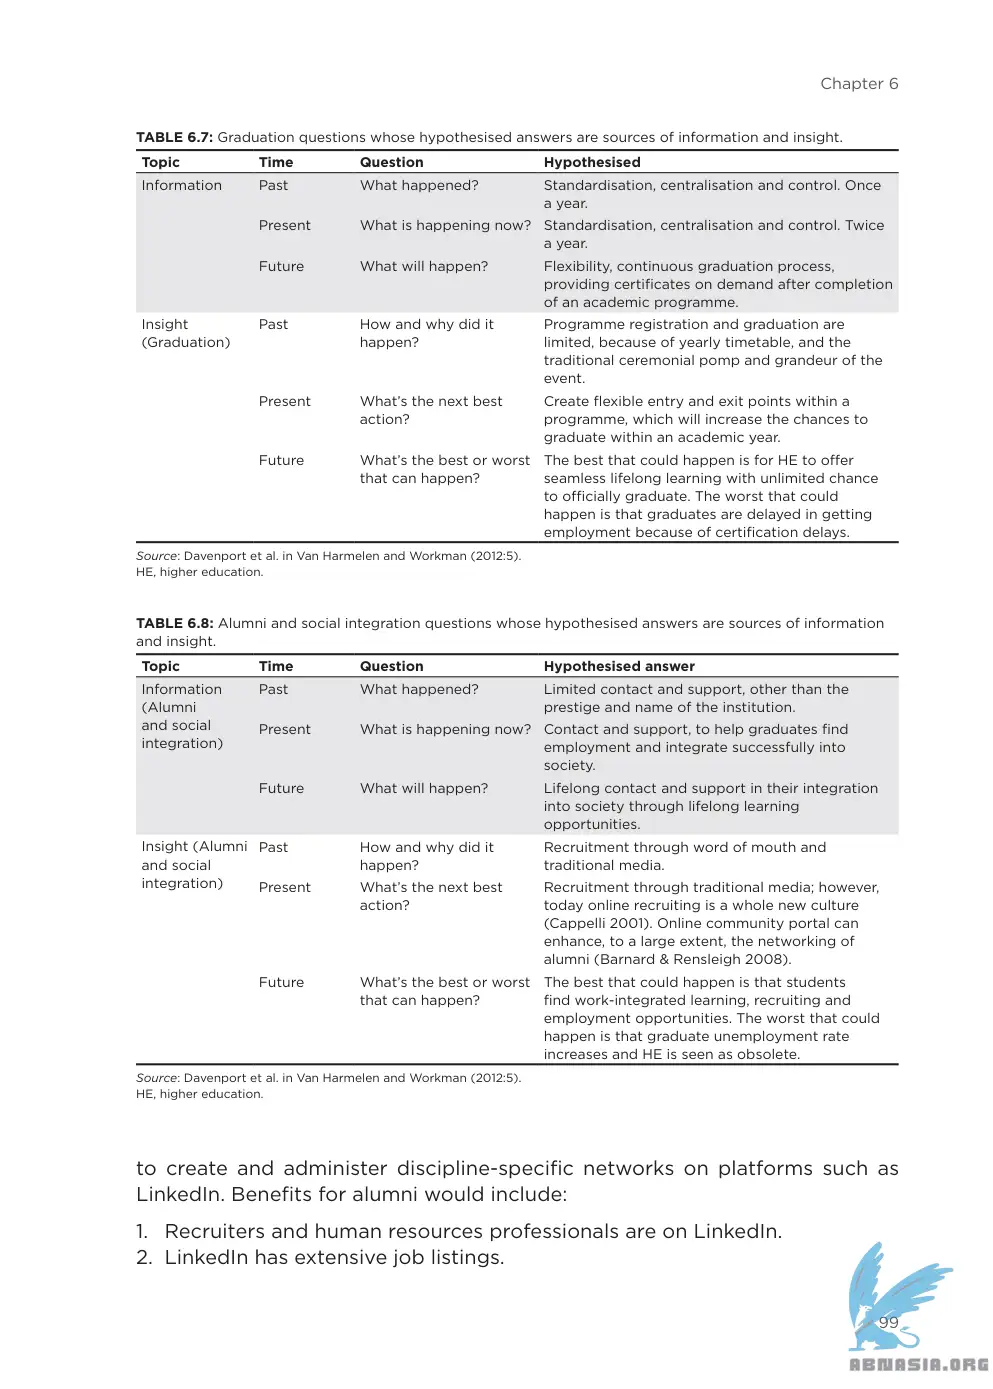 Chapter 6
TABLE 6.7: Graduation questions whose hypothesised answers are sources of information and insight.
Topic Time Question Hypothesised
Information Past What happened? Standardisation, centralisation and control. Once
a year.
Present What is happening now? Standardisation, centralisation and control. Twice
a year.
Future What will happen? Flexibility, continuous graduation process,
providing certificates on demand after completion
of an academic programme.
Insight Past How and why did it Programme registration and graduation are
(Graduation) happen? limited, because of yearly timetable, and the
traditional ceremonial pomp and grandeur of the
event.
Present What's the next best Create flexible entry and exit points within a
action? programme, which will increase the chances to
graduate within an academic year.
Future What's the best or worst The best that could happen is for HE to offer
that can happen? seamless lifelong learning with unlimited chance
to officially graduate. The worst that could
happen is that graduates are delayed in getting
employment because of certification delays.
Source: Davenport et al. in Van Harmelen and Workman (2012:5).
HE, higher education.
TABLE 6.8: Alumni and social integration questions whose hypothesised answers are sources of information
and insight.
Topic Time Question Hypothesised answer
Information Past What happened? Limited contact and support, other than the
(Alumni prestige and name of the institution.
and social Present What is happening now? Contact and support, to help graduates find
integration) employment and integrate successfully into
society.
Future What will happen? Lifelong contact and support in their integration
into society through lifelong learning
opportunities.
Insight (Alumni Past How and why did it Recruitment through word of mouth and
and social happen? traditional media.
integration) Present What's the next best Recruitment through traditional media; however,
action? today online recruiting is a whole new culture
(Cappelli 2001). Online community portal can
enhance, to a large extent, the networking of
alumni (Barnard & Rensleigh 2008).
Future What's the best or worst The best that could happen is that students
that can happen? find work-integrated learning, recruiting and
employment opportunities. The worst that could
happen is that graduate unemployment rate
increases and HE is seen as obsolete.
Source: Davenport et al. in Van Harmelen and Workman (2012:5).
HE, higher education.
to create and administer discipline-specific networks on platforms such as
LinkedIn. Benefits for alumni would include:
1. Recruiters and human resources professionals are on LinkedIn.
2. LinkedIn has extensive job listings.
99
ABNASIA.ORG